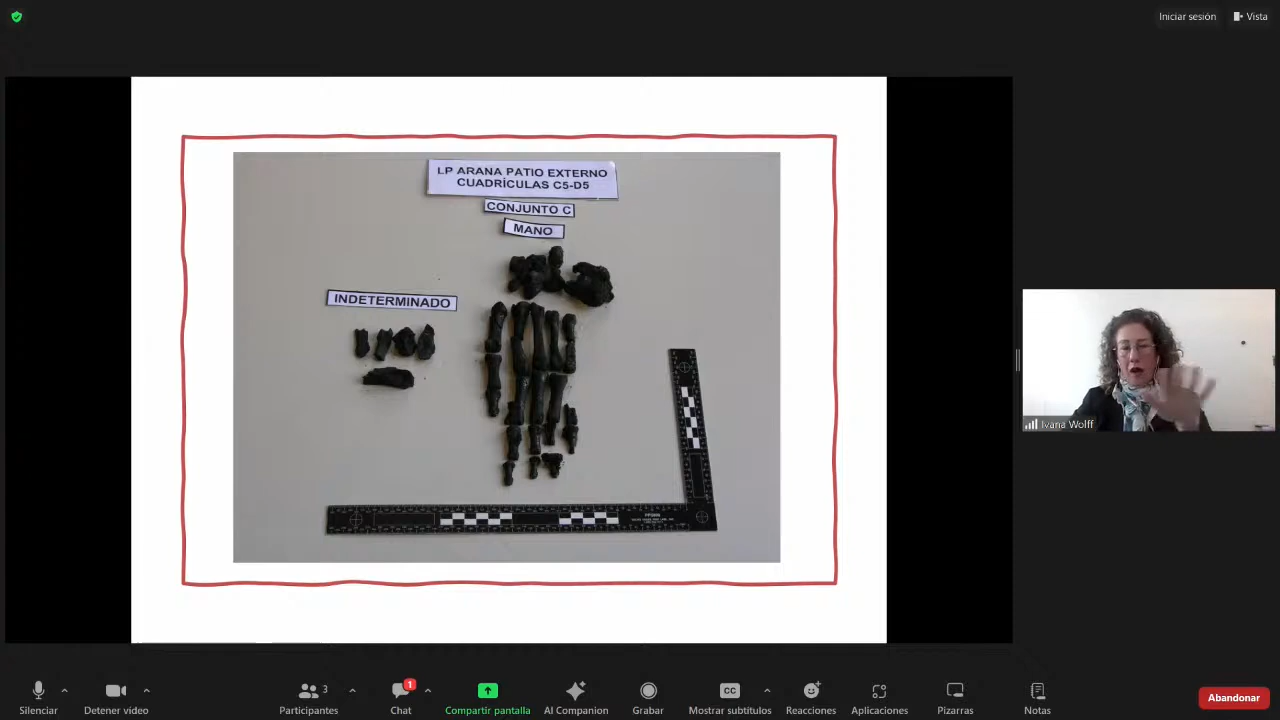 Iniciar sesión
Vista
LP ARANA PATIO EXTERNO
CUADRÍCULAS C5-D5
CONJUNTO C
MANO
INDETERMINADO
Ivana Wolff
Silenciar
Detener video
3
Participantes
1
Chat
Compartir pantalla
AI Companion
Grabar
CC
Mostrar subtítulos
Reacciones
Aplicaciones
Pizarras
Notas
Abandonar